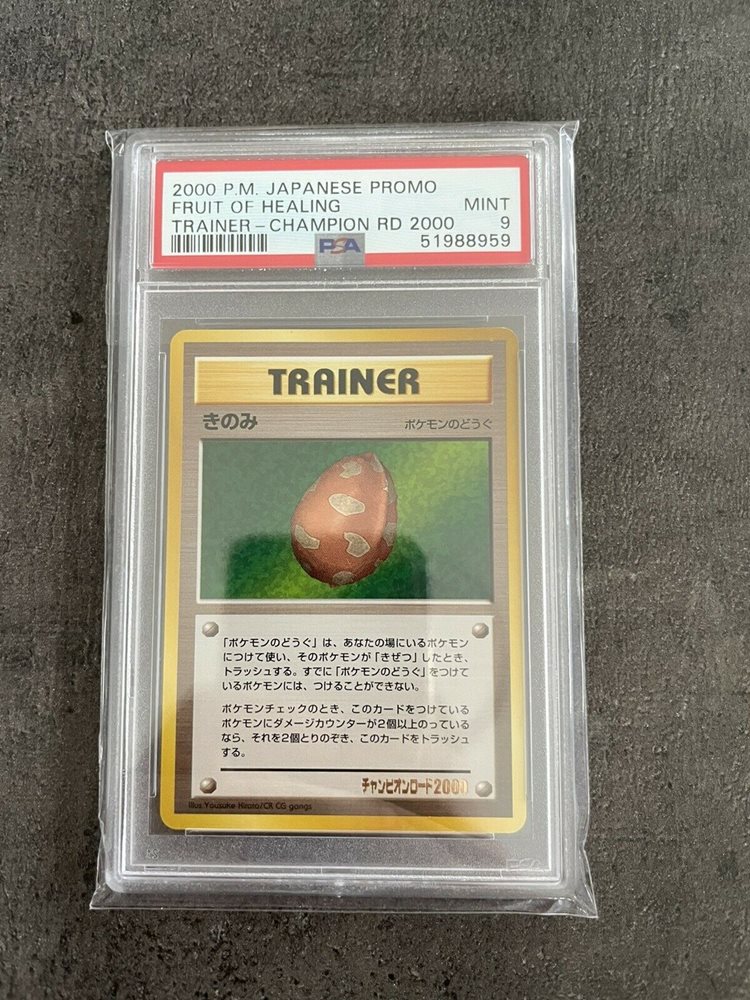 2000 P.M. JAPANESE PROMO
FRUIT OF HEALING MINT
TRAINER-CHAMPION RD 2000 9
PSA 51988959
TRAINER
きのみ ポケモンのどうぐ
「ポケモンのどうぐ」は、あなたの場にいるポケモン
につけて使い、そのポケモンが「きぜつ」したとき、
トラッシュする。すでに「ポケモンのどうぐ」をつけて
いるポケモンには、つけることができない。
ポケモンチェックのとき、このカードをつけている
ポケモンにダメージカウンターが2個以上のっている
なら、それを2個とりのぞき、このカードをトラッシュ
する。
チャンピオンロード2000
Illus.Yousuke Hirata/CR CG gangs